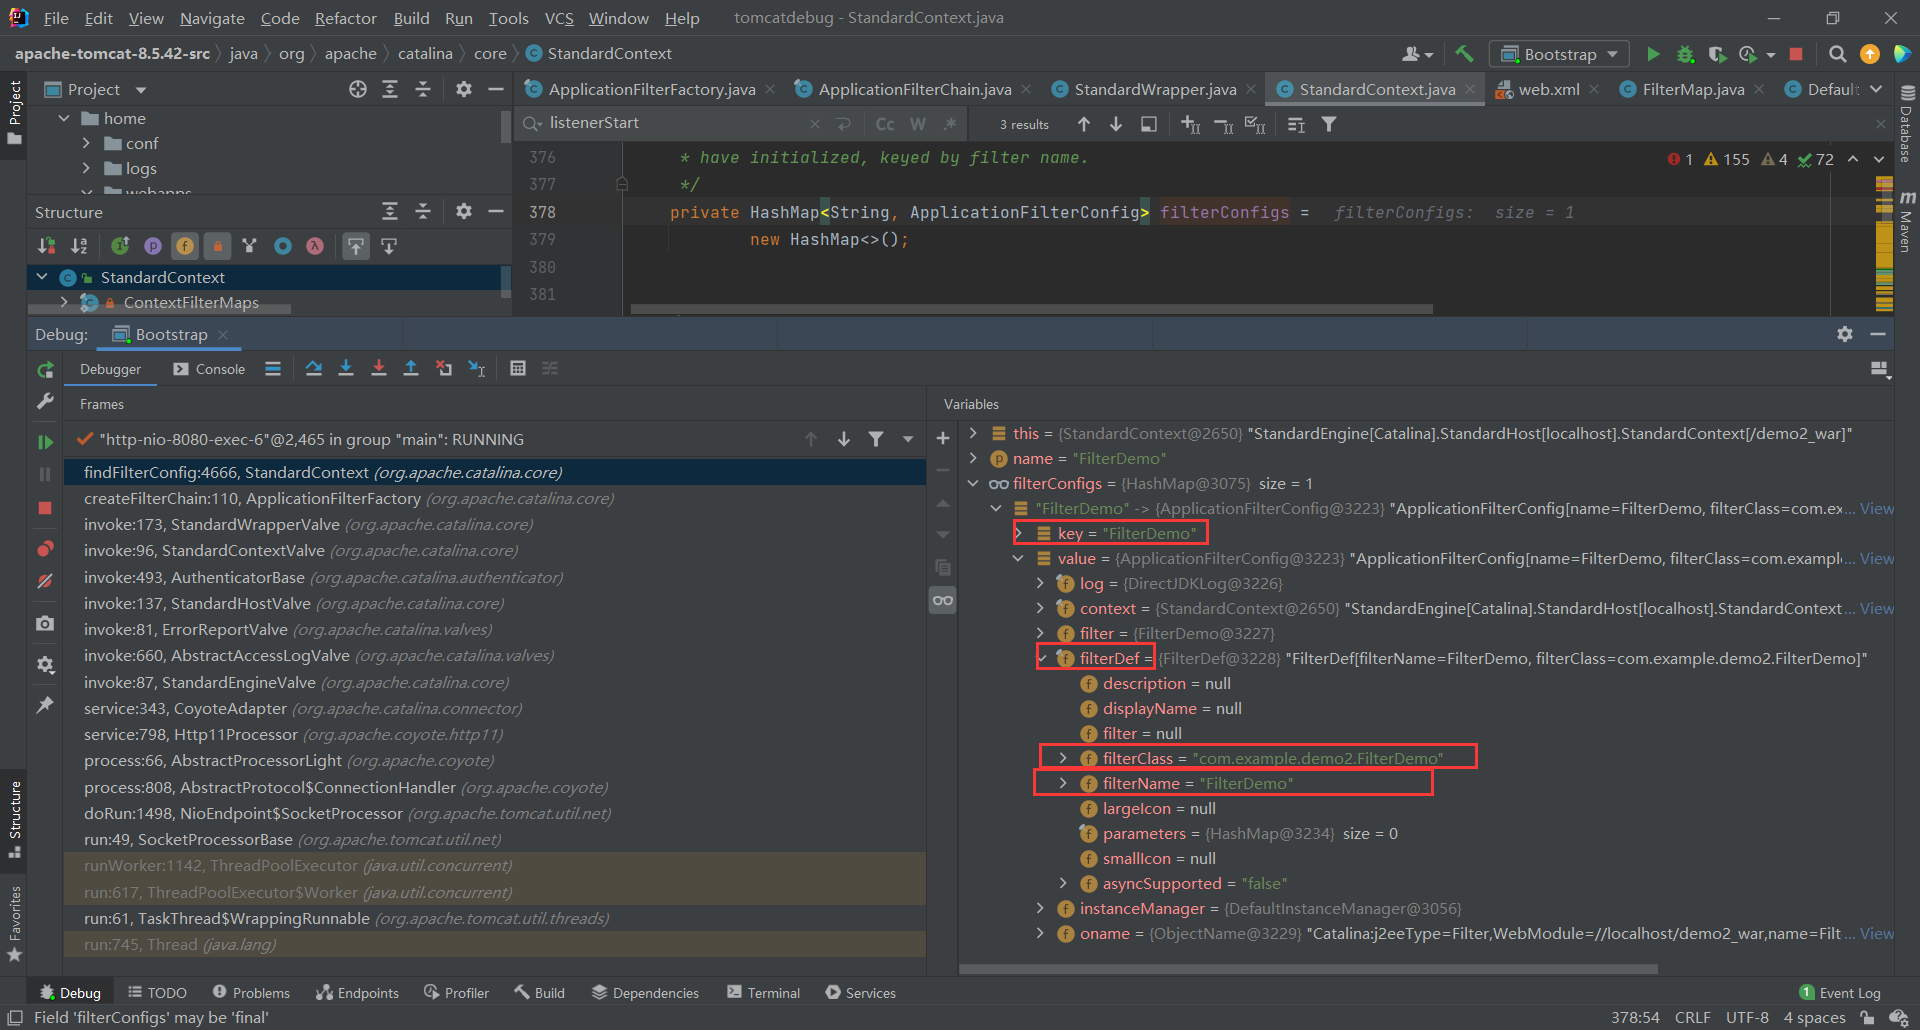 File Edit View Navigate Code Refactor Build Run Tools VCS Window Help tomcatdebug - StandardContext.java
apache-tomcat-8.5.42-src java org apache catalina core StandardContext
Bootstrap
Project
ApplicationFilterFactory.java ApplicationFilterChain.java StandardWrapper.java StandardContext.java web.xml FilterMap.java Default
Project
home
conf
logs
webapps
listenerStart
Cc W .*
3 results
Database
Maven
Structure
StandardContext
ContextFilterMaps
1 155 4 72
376 * have initialized, keyed by filter name.
377 */
378 private HashMap<String, ApplicationFilterConfig> filterConfigs = filterConfigs: size = 1
379 new HashMap<>();
380
381
Debug: Bootstrap
Debugger Console
Frames
"http-nio-8080-exec-6"@2,465 in group "main": RUNNING
findFilterConfig:4666, StandardContext (org.apache.catalina.core)
createFilterChain:110, ApplicationFilterFactory (org.apache.catalina.core)
invoke:173, StandardWrapperValve (org.apache.catalina.core)
invoke:96, StandardContextValve (org.apache.catalina.core)
invoke:493, AuthenticatorBase (org.apache.catalina.authenticator)
invoke:137, StandardHostValve (org.apache.catalina.core)
invoke:81, ErrorReportValve (org.apache.catalina.valves)
invoke:660, AbstractAccessLogValve (org.apache.catalina.valves)
invoke:87, StandardEngineValve (org.apache.catalina.core)
service:343, CoyoteAdapter (org.apache.catalina.connector)
service:798, Http11Processor (org.apache.coyote.http11)
process:66, AbstractProcessorLight (org.apache.coyote)
process:808, AbstractProtocol$ConnectionHandler (org.apache.coyote)
doRun:1498, NioEndpoint$SocketProcessor (org.apache.tomcat.util.net)
run:49, SocketProcessorBase (org.apache.tomcat.util.net)
runWorker:1142, ThreadPoolExecutor (java.util.concurrent)
run:617, ThreadPoolExecutor$Worker (java.util.concurrent)
run:61, TaskThread$WrappingRunnable (org.apache.tomcat.util.threads)
run:745, Thread (java.lang)
Variables
this = {StandardContext@2650} "StandardEngine[Catalina].StandardHost[localhost].StandardContext[/demo2_war]"
name = "FilterDemo"
filterConfigs = {HashMap@3075} size = 1
"FilterDemo" -> {ApplicationFilterConfig@3223} "ApplicationFilterConfig[name=FilterDemo, filterClass=com.ex... View
key = "FilterDemo"
value = {ApplicationFilterConfig@3223} "ApplicationFilterConfig[name=FilterDemo, filterClass=com.example.... View
log = {DirectJDKLog@3226}
context = {StandardContext@2650} "StandardEngine[Catalina].StandardHost[localhost].StandardContext ... View
filter = {FilterDemo@3227}
filterDef = {FilterDef@3228} "FilterDef[filterName=FilterDemo, filterClass=com.example.demo2.FilterDemo]"
description = null
displayName = null
filter = null
filterClass = "com.example.demo2.FilterDemo"
filterName = "FilterDemo"
largeIcon = null
parameters = {HashMap@3234} size = 0
smallIcon = null
asyncSupported = "false"
instanceManager = {DefaultInstanceManager@3056}
oname = {ObjectName@3229} "Catalina:j2eeType=Filter,WebModule=//localhost/demo2_war,name=Filt ... View
Structure
Favorites
Debug TODO Problems Endpoints Profiler Build Dependencies Terminal Services 1 Event Log
Field 'filterConfigs' may be 'final' 378:54 CRLF UTF-8 4 spaces